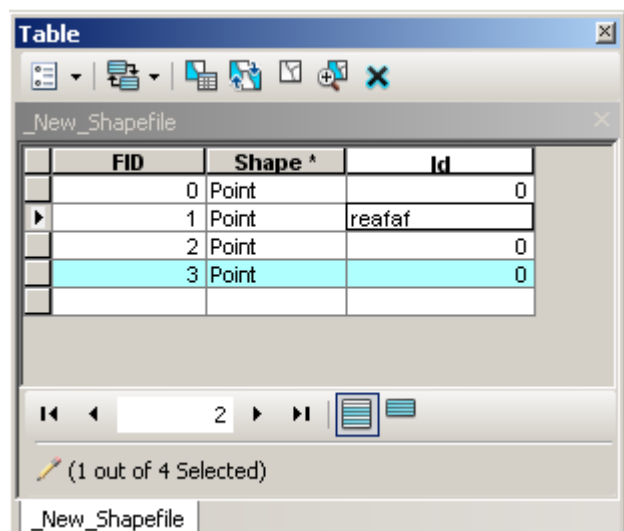 Table
_New_Shapefile
FID Shape * Id
0 Point 0
1 Point reafaf
2 Point 0
3 Point 0
2
(1 out of 4 Selected)
_New_Shapefile